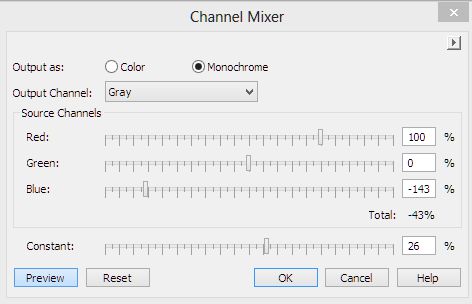 Channel Mixer
Output as: Color Monochrome
Output Channel: Gray
Source Channels
Red: 100 %
Green: 0 %
Blue: -143 %
Total: -43%
Constant: 26 %
Preview Reset OK Cancel Help